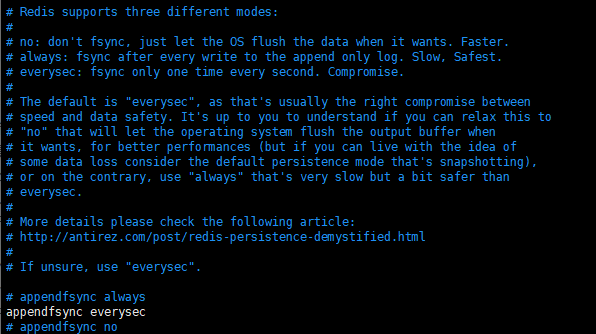 # Redis supports three different modes:
#
# no: don't fsync, just let the OS flush the data when it wants. Faster.
# always: fsync after every write to the append only log. Slow, Safest.
# everysec: fsync only one time every second. Compromise.
#
# The default is "everysec", as that's usually the right compromise between
# speed and data safety. It's up to you to understand if you can relax this to
# "no" that will let the operating system flush the output buffer when
# it wants, for better performances (but if you can live with the idea of
# some data loss consider the default persistence mode that's snapshotting),
# or on the contrary, use "always" that's very slow but a bit safer than
# everysec.
#
# More details please check the following article:
# http://antirez.com/post/redis-persistence-demystified.html
#
# If unsure, use "everysec".

# appendfsync always
appendfsync everysec
# appendfsync no